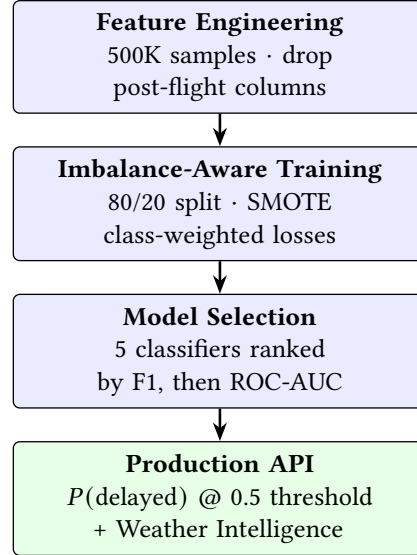 Feature Engineering
500K samples · drop
post-flight columns
Imbalance-Aware Training
80/20 split · SMOTE
class-weighted losses
Model Selection
5 classifiers ranked
by F1, then ROC-AUC
Production API
P(delayed) @ 0.5 threshold
+ Weather Intelligence